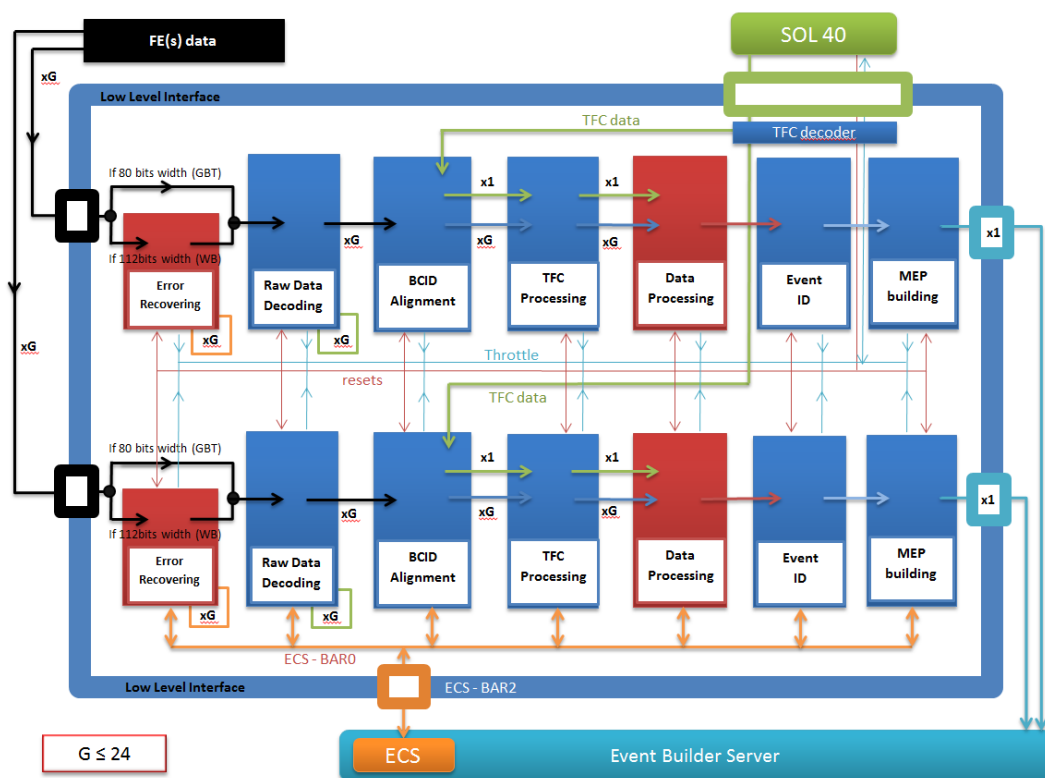 FE(s) data
SOL 40
xG
Low Level Interface
TFC data
TFC decoder
If 80 bits width (GBT)
x1
x1
x1
xG
xG
xG
If 112bits width (WB)
Error
Recovering
Raw Data
Decoding
BCID
Alignment
TFC
Processing
Data
Processing
Event
ID
MEP
building
xG
xG
xG
Throttle
resets
TFC data
If 80 bits width (GBT)
x1
x1
x1
xG
xG
xG
If 112bits width (WB)
Error
Recovering
Raw Data
Decoding
BCID
Alignment
TFC
Processing
Data
Processing
Event
ID
MEP
building
xG
xG
ECS - BAR0
Low Level Interface
ECS - BAR2
G ≤ 24
ECS
Event Builder Server